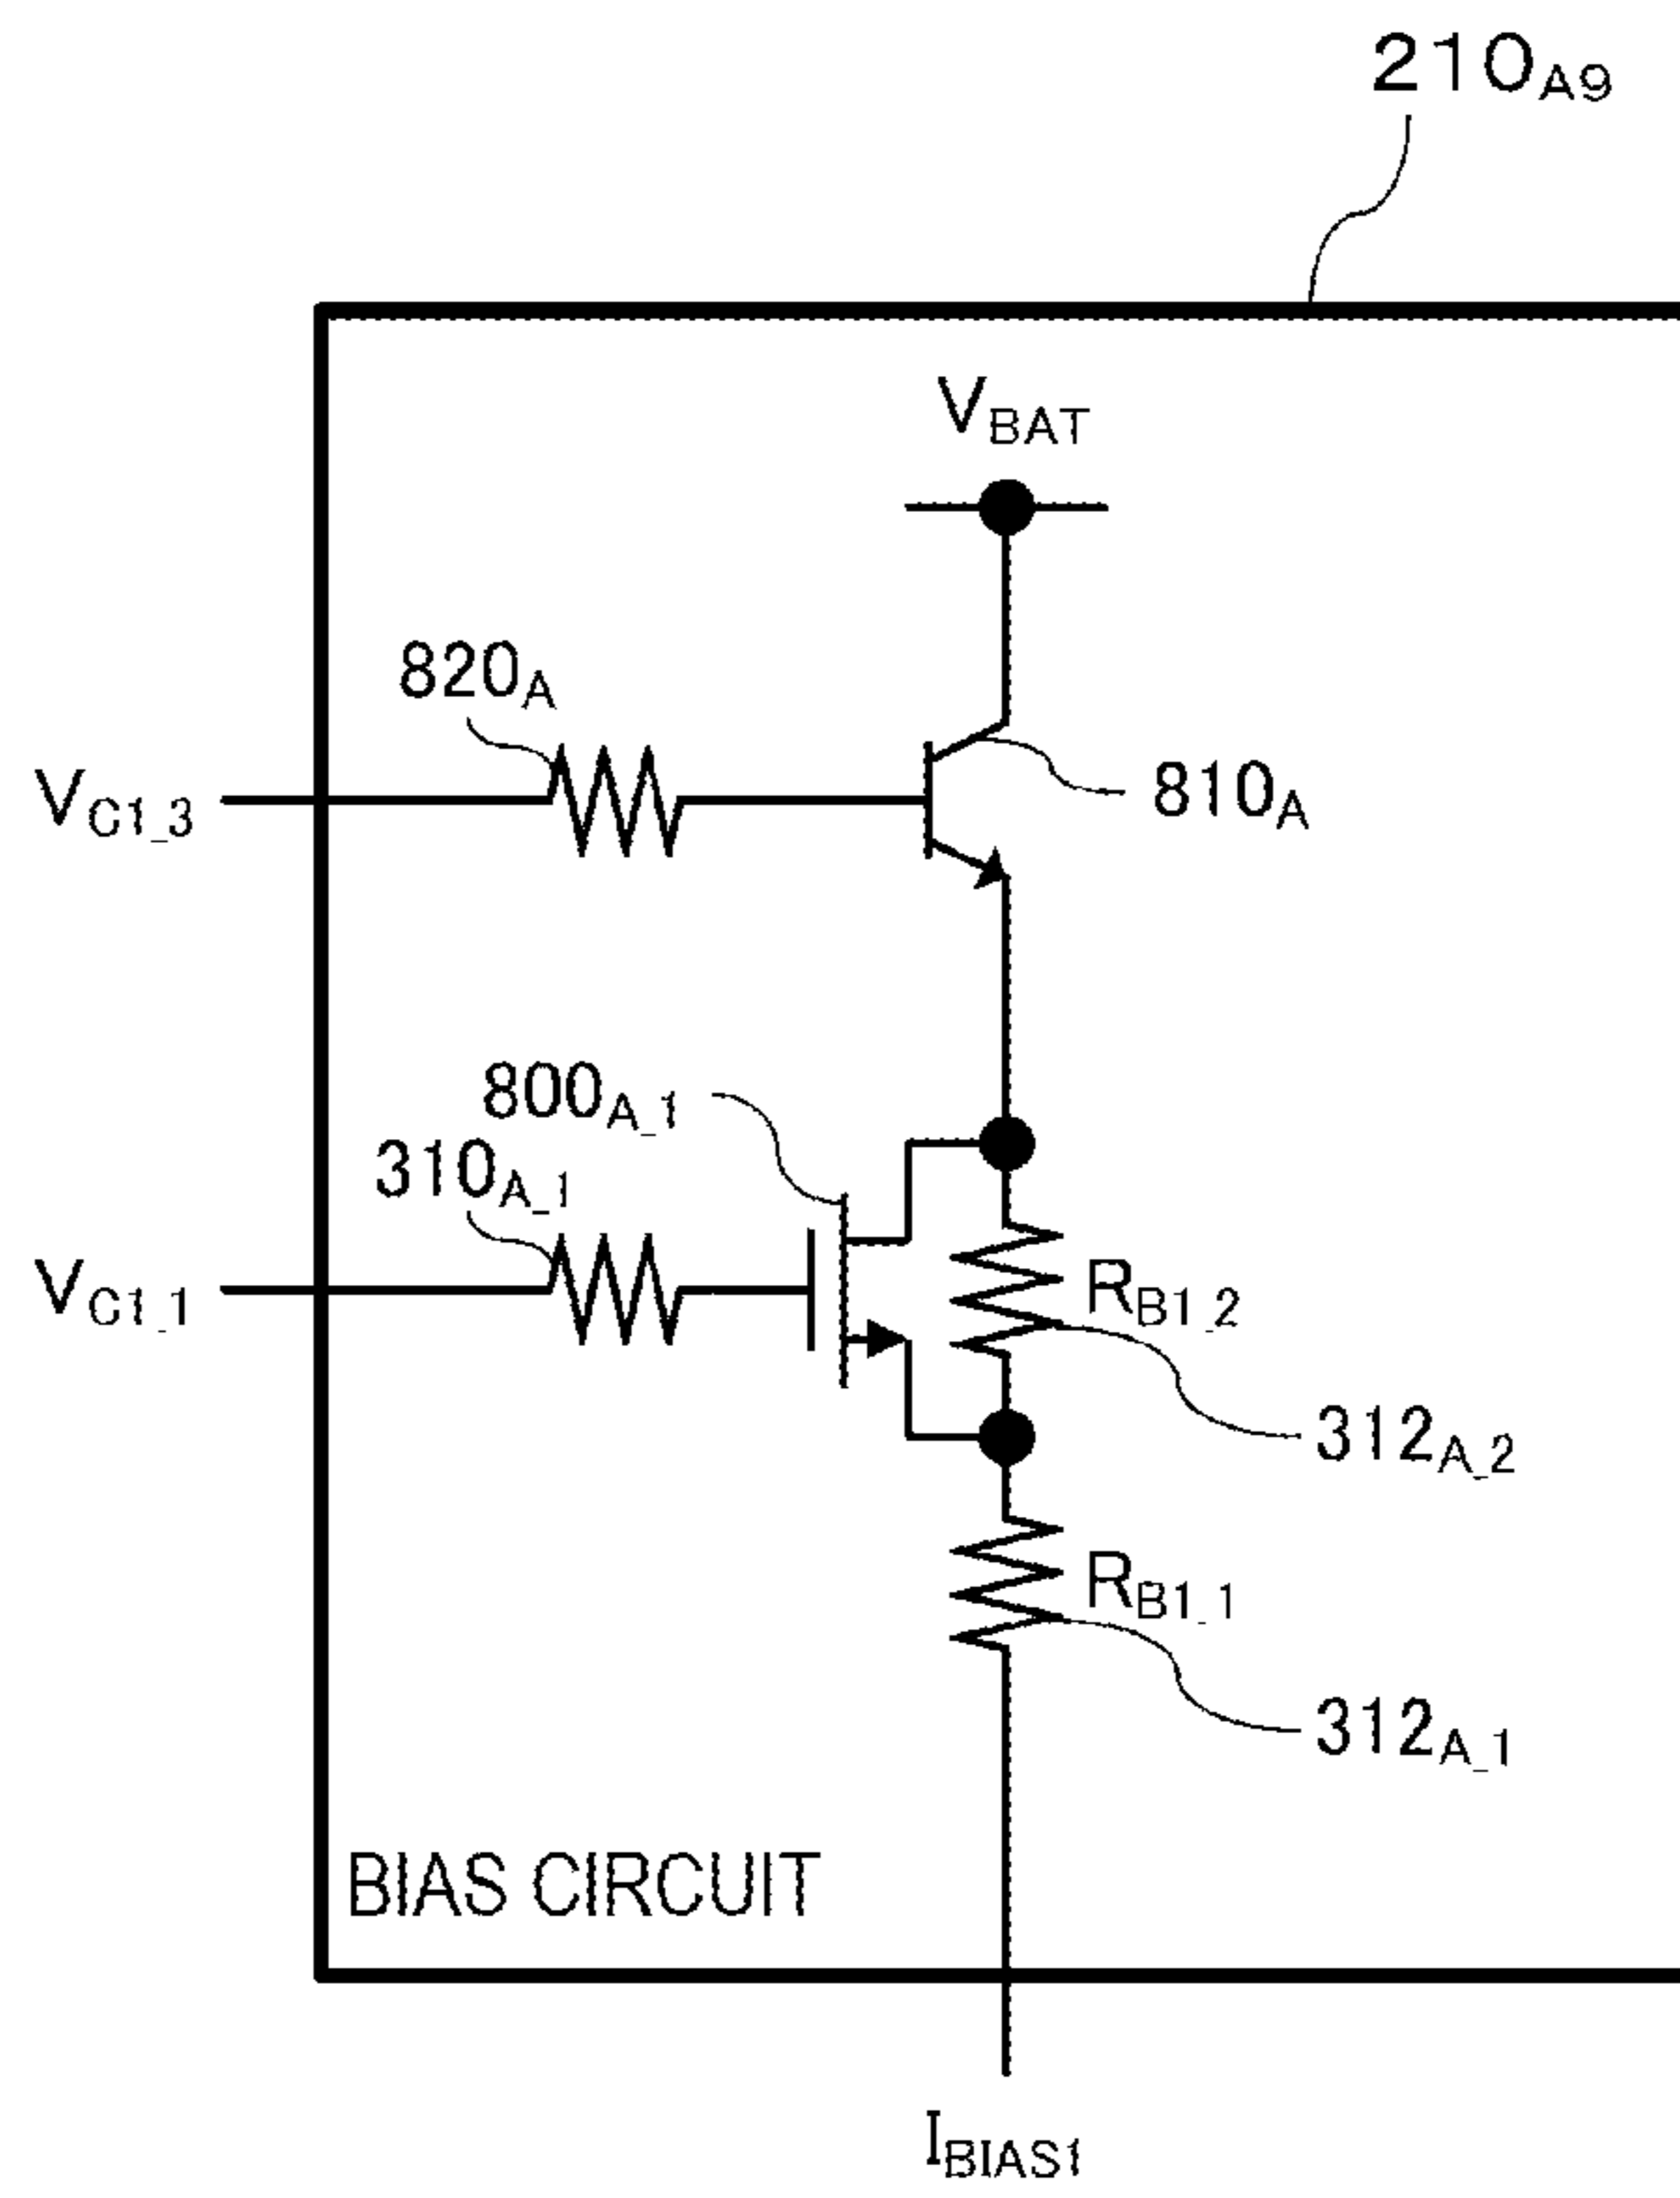 210A9
VBAT
820A
VC1_3
810A
800A_1
310A_1
VC1_1
RB1_2
312A_2
RB1_1
312A_1
BIAS CIRCUIT
IBIAS1